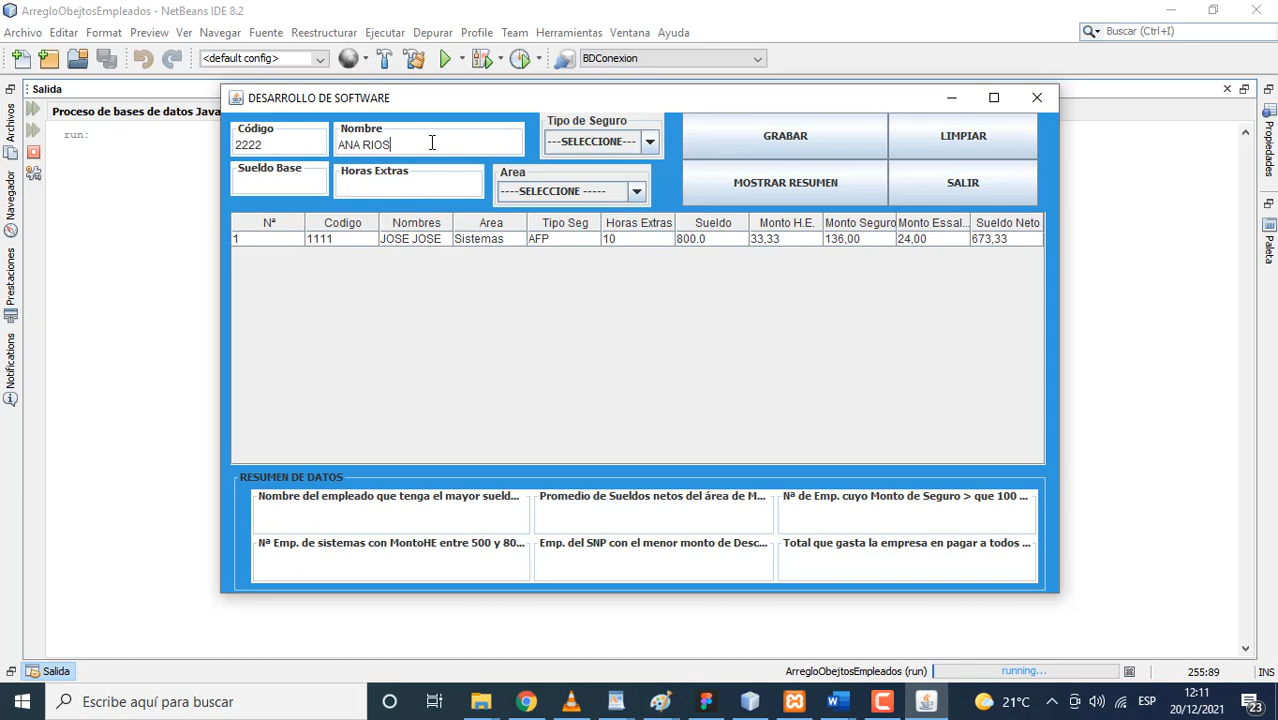 ArregloObejtosEmpleados - NetBeans IDE 8.2
Archivo Editar Format Preview Ver Navegar Fuente Reestructurar Ejecutar Depurar Profile Team Herramientas Ventana Ayuda
Buscar (Ctrl+I)
<default config>
BDConexion
Salida
Proceso de bases de datos Java
run:
Archivos
Navegador
Prestaciones
Notifications
Propiedades
Paleta
DESARROLLO DE SOFTWARE
Código
2222
Nombre
ANA RIOS
Tipo de Seguro
---SELECCIONE---
GRABAR
LIMPIAR
Sueldo Base
Horas Extras
Area
----SELECCIONE -----
MOSTRAR RESUMEN
SALIR
Nª Codigo Nombres Area Tipo Seg Horas Extras Sueldo Monto H.E. Monto Seguro Monto Essal... Sueldo Neto
1 1111 JOSE JOSE Sistemas AFP 10 800.0 33,33 136,00 24,00 673,33
RESUMEN DE DATOS
Nombre del empleado que tenga el mayor sueld...
Promedio de Sueldos netos del área de M...
Nª de Emp. cuyo Monto de Seguro > que 100 ...
Nª Emp. de sistemas con MontoHE entre 500 y 80...
Emp. del SNP con el menor monto de Desc...
Total que gasta la empresa en pagar a todos ...
Salida
ArregloObejtosEmpleados (run)
running...
255:89
INS
Escribe aquí para buscar
21°C
ESP
12:11
20/12/2021
23